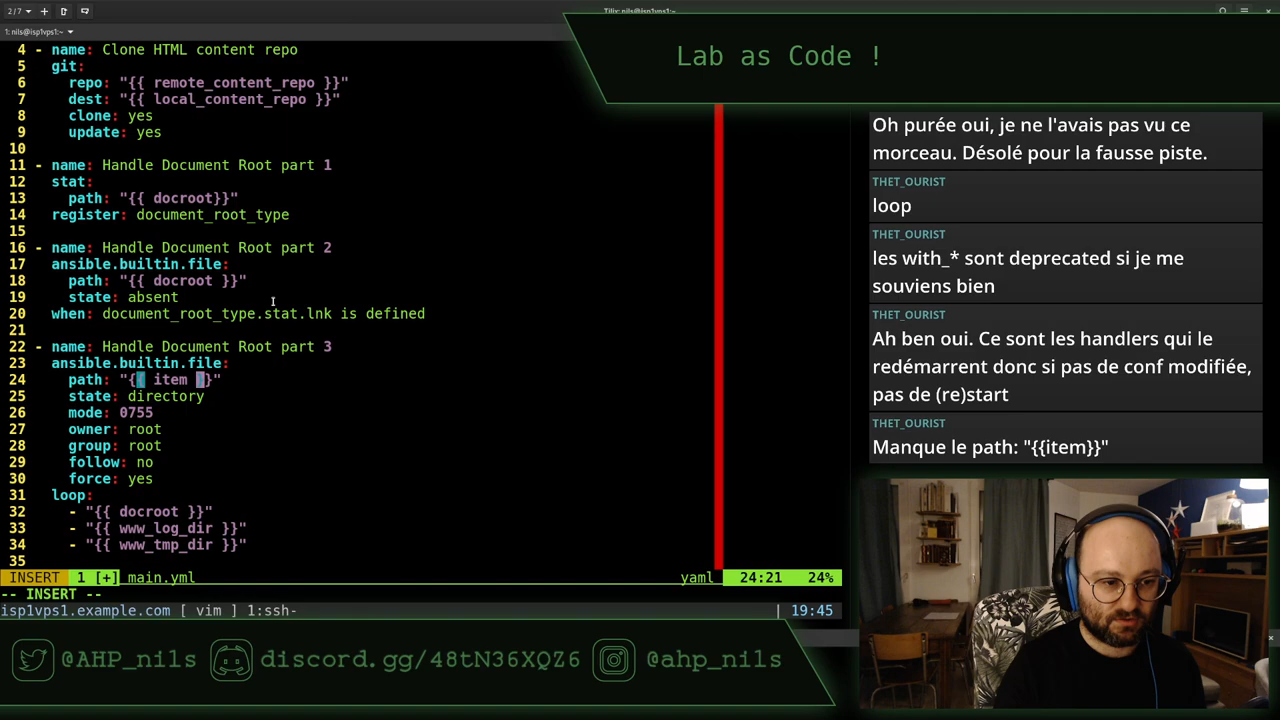 2/7
Tilix: nils@isp1vps1:~
1: nils@isp1vps1:~
Lab as Code !
4 - name: Clone HTML content repo
5 git:
6 repo: "{{ remote_content_repo }}"
7 dest: "{{ local_content_repo }}"
8 clone: yes
9 update: yes
10
11 - name: Handle Document Root part 1
12 stat:
13 path: "{{ docroot}}"
14 register: document_root_type
15
16 - name: Handle Document Root part 2
17 ansible.builtin.file:
18 path: "{{ docroot }}"
19 state: absent
20 when: document_root_type.stat.lnk is defined
21
22 - name: Handle Document Root part 3
23 ansible.builtin.file:
24 path: "{{ item }}"
25 state: directory
26 mode: 0755
27 owner: root
28 group: root
29 follow: no
30 force: yes
31 loop:
32 - "{{ docroot }}"
33 - "{{ www_log_dir }}"
34 - "{{ www_tmp_dir }}"
35
INSERT 1 [+] main.yml yaml 24:21 24%
-- INSERT --
isp1vps1.example.com [ vim ] 1:ssh- | 19:45
Oh purée oui, je ne l'avais pas vu ce
morceau. Désolé pour la fausse piste.
THET_OURIST
loop
THET_OURIST
les with_* sont deprecated si je me
souviens bien
THET_OURIST
Ah ben oui. Ce sont les handlers qui le
redémarrent donc si pas de conf modifiée,
pas de (re)start
THET_OURIST
Manque le path: "{{item}}"
@AHP_nils discord.gg/48tN36XQZ6 @ahp_nils